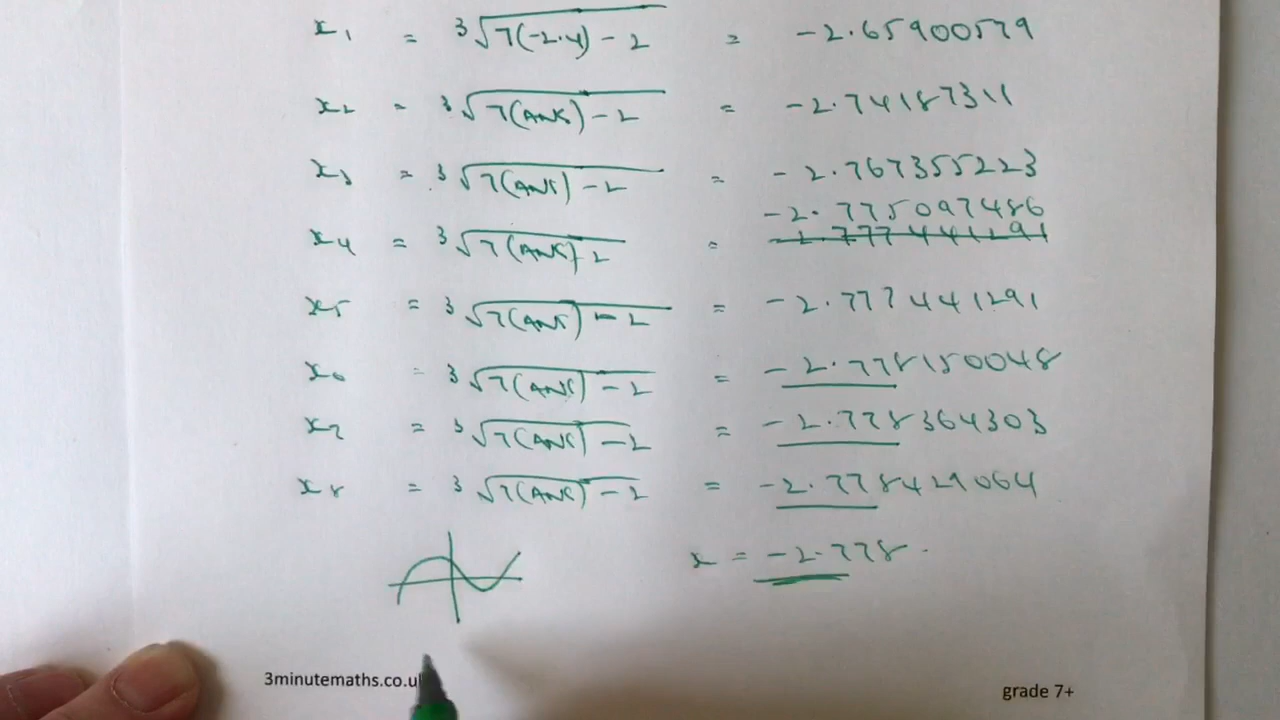 x₁ = ³√7(-2.4) - 2 = -2.65900579
x₂ = ³√7(ANS) - 2 = -2.74187311
x₃ = ³√7(ANS) - 2 = -2.767355223
-2.775097486
x₄ = ³√7(ANS) 2 = -2.777441291
x₅ = ³√7(ANS) - 2 = -2.777441291
x₆ = ³√7(ANS) - 2 = -2.778150048
x₇ = ³√7(ANS) - 2 = -2.778364303
x₈ = ³√7(ANS) - 2 = -2.778429064
x = -2.778
3minutemaths.co.u
grade 7+